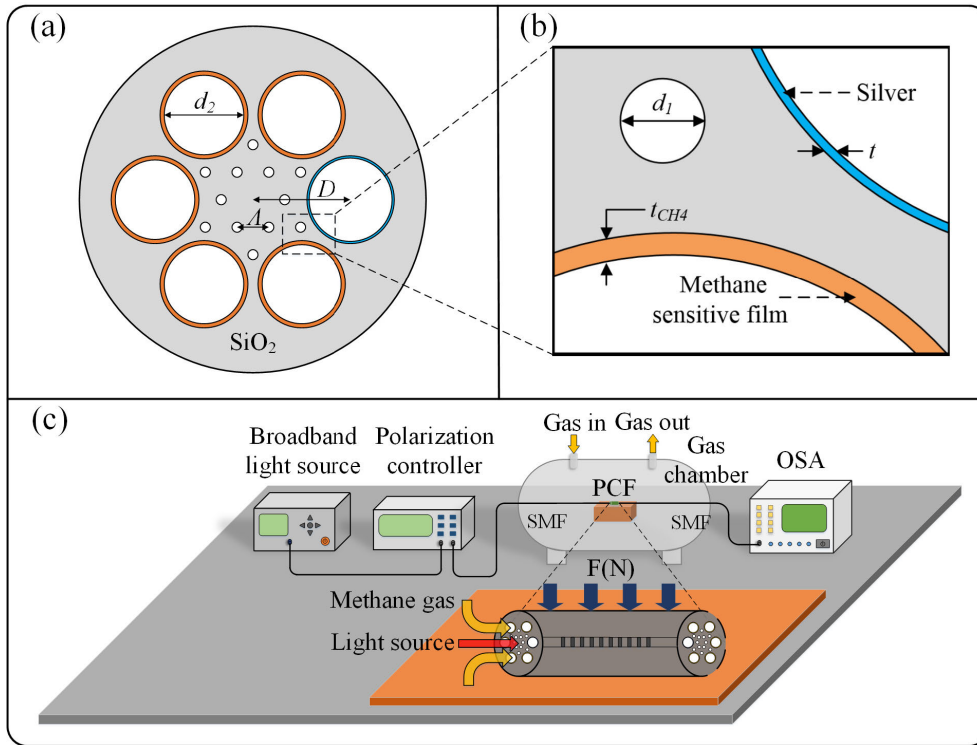 (a)
d₂
D
Λ
SiO₂
(b)
d₁
Silver
t
t_CH4
Methane
sensitive film
(c)
Broadband
light source
Polarization
controller
Gas in
Gas out
Gas
chamber
OSA
PCF
SMF
SMF
F(N)
Methane gas
Light source